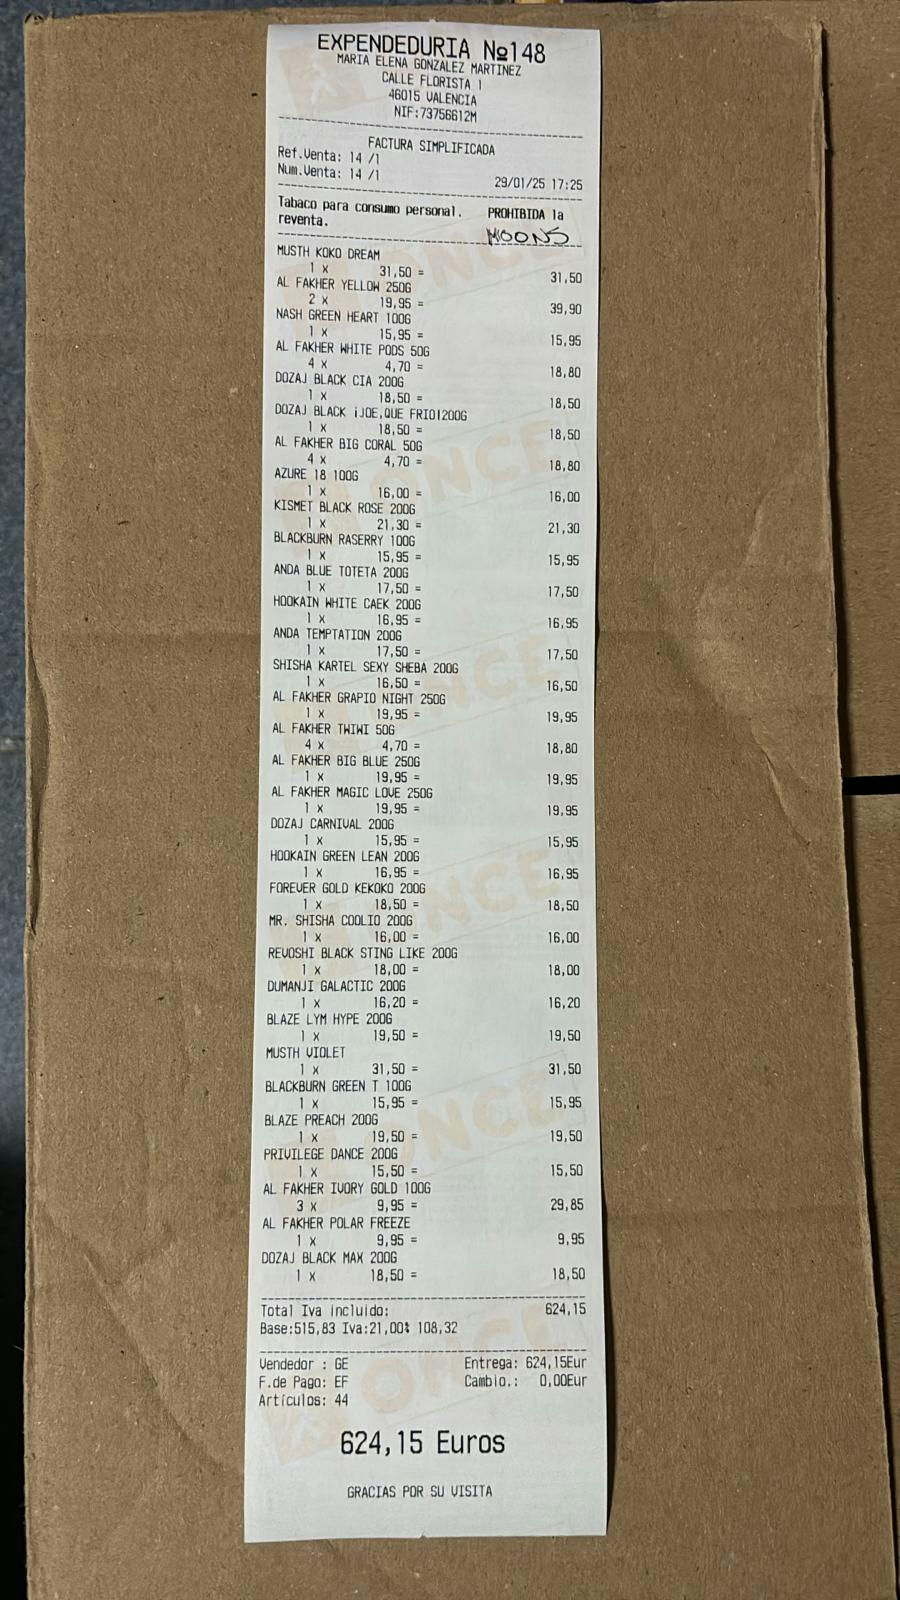 EXPENDEDURIA №148
MARIA ELENA GONZALEZ MARTINEZ
CALLE FLORISTA 1
46015 VALENCIA
NIF:73756612M
FACTURA SIMPLIFICADA
Ref.Venta: 14 /1
Num.Venta: 14 /1 29/01/25 17:25
Tabaco para consumo personal. PROHIBIDA la
reventa.
MOONS
MUSTH KOKO DREAM
1 x 31,50 = 31,50
AL FAKHER YELLOW 250G
2 x 19,95 = 39,90
NASH GREEN HEART 100G
1 x 15,95 = 15,95
AL FAKHER WHITE PODS 50G
4 x 4,70 = 18,80
DOZAJ BLACK CIA 200G
1 x 18,50 = 18,50
DOZAJ BLACK ¡JOE,QUE FRIO!200G
1 x 18,50 = 18,50
AL FAKHER BIG CORAL 50G
4 x 4,70 = 18,80
AZURE 18 100G
1 x 16,00 = 16,00
KISMET BLACK ROSE 200G
1 x 21,30 = 21,30
BLACKBURN RASERRY 100G
1 x 15,95 = 15,95
ANDA BLUE TOTETA 200G
1 x 17,50 = 17,50
HOOKAIN WHITE CAEK 200G
1 x 16,95 = 16,95
ANDA TEMPTATION 200G
1 x 17,50 = 17,50
SHISHA KARTEL SEXY SHEBA 200G
1 x 16,50 = 16,50
AL FAKHER GRAPIO NIGHT 250G
1 x 19,95 = 19,95
AL FAKHER TWIWI 50G
4 x 4,70 = 18,80
AL FAKHER BIG BLUE 250G
1 x 19,95 = 19,95
AL FAKHER MAGIC LOVE 250G
1 x 19,95 = 19,95
DOZAJ CARNIVAL 200G
1 x 15,95 = 15,95
HOOKAIN GREEN LEAN 200G
1 x 16,95 = 16,95
FOREVER GOLD KEKOKO 200G
1 x 18,50 = 18,50
MR. SHISHA COOLIO 200G
1 x 16,00 = 16,00
REVOSHI BLACK STING LIKE 200G
1 x 18,00 = 18,00
DUMANJI GALACTIC 200G
1 x 16,20 = 16,20
BLAZE LYM HYPE 200G
1 x 19,50 = 19,50
MUSTH VIOLET
1 x 31,50 = 31,50
BLACKBURN GREEN T 100G
1 x 15,95 = 15,95
BLAZE PREACH 200G
1 x 19,50 = 19,50
PRIVILEGE DANCE 200G
1 x 15,50 = 15,50
AL FAKHER IVORY GOLD 100G
3 x 9,95 = 29,85
AL FAKHER POLAR FREEZE
1 x 9,95 = 9,95
DOZAJ BLACK MAX 200G
1 x 18,50 = 18,50
Total Iva incluido: 624,15
Base:515,83 Iva:21,00% 108,32
Vendedor : GE Entrega: 624,15Eur
F.de Pago: EF Cambio.: 0,00Eur
Artículos: 44
624,15 Euros
GRACIAS POR SU VISITA
ONCE
ONCE
ONCE
ONCE
ONCE
ONCE